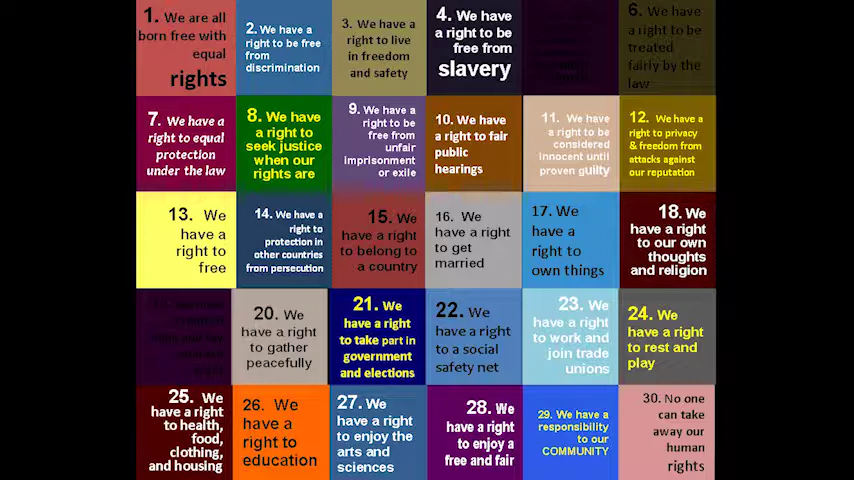 1. We are all
born free with
equal
rights
2. We have a
right to be free
from
discrimination
3. We have a
right to live
in freedom
and safety
4. We have
a right to be
free from
slavery
6. We have
a right to be
treated
fairly by the
law
7. We have a
right to equal
protection
under the law
8. We have
a right to
seek justice
when our
rights are
9. We have a
right to be
free from
unfair
imprisonment
or exile
10. We have
a right to fair
public
hearings
11. We have
a right to be
considered
innocent until
proven guilty
12. We have a
right to privacy
& freedom from
attacks against
our reputation
13. We
have a
right to
free
14. We have a
right to
protection in
other countries
from persecution
15. We
have a right
to belong to
a country
16. We
have a right
to get
married
17. We
have a
right to
own things
18. We
have a right
to our own
thoughts
and religion
20. We
have a right
to gather
peacefully
21. We
have a right
to take part in
government
and elections
22. We
have a right
to a social
safety net
23. We
have a right
to work and
join trade
unions
24. We
have a right
to rest and
play
25. We
have a right
to health,
food,
clothing,
and housing
26. We
have a
right to
education
27. We
have a right
to enjoy the
arts and
sciences
28. We
have a right
to enjoy a
free and fair
29. We have a
responsibility
to our
COMMUNITY
30. No one
can take
away our
human
rights